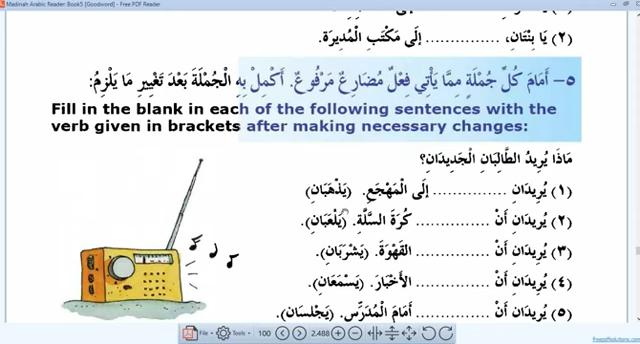 Madinah Arabic Reader: Book5 [Goodword] - Free PDF Reader
(٢) يَا بِنْتَانِ، .............. إِلَى مَكْتَبِ الْمُدِيرَةِ.
٥– أَمَامَ كُلِّ جُمْلَةٍ مِمَّا يَأْتِي فِعْلٌ مُضَارِعٌ مَرْفُوعٌ. أَكْمِلْ بِهِ الْجُمْلَةَ بَعْدَ تَغْيِيرِ مَا يَلْزَمُ:
Fill in the blank in each of the following sentences with the
verb given in brackets after making necessary changes:
مَاذَا يُرِيدُ الطَّالِبَانِ الْجَدِيدَانِ؟
(١) يُرِيدَانِ .............. إِلَى الْمَهْجَعِ. (يَذْهَبَانِ)
(٢) يُرِيدَانِ أَنْ .............. كُرَةَ السَّلَّةِ. (يَلْعَبَانِ)
(٣) يُرِيدَانِ أَنْ .............. الْقَهْوَةَ. (يَشْرَبَانِ)
(٤) يُرِيدَانِ أَنْ .............. الْأَخْبَارَ. (يَسْمَعَانِ)
(٥) يُرِيدَانِ أَنْ .............. أَمَامَ الْمُدَرِّسِ. (يَجْلِسَانِ)
File Tools 100 2.488
freepdfsolutions.com